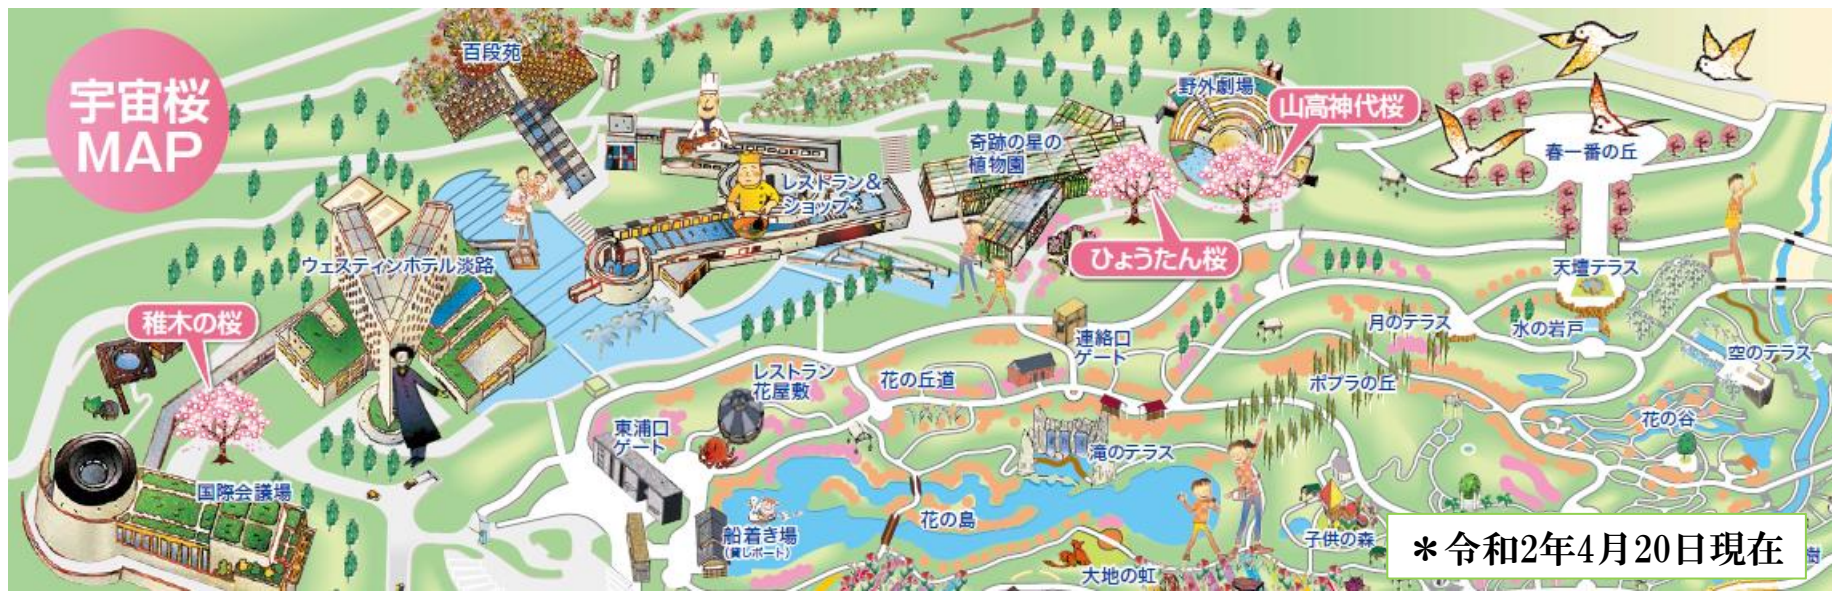 宇宙桜
MAP
百段苑
野外劇場
山高神代桜
奇跡の星の
植物園
春一番の丘
レストラン&
ショップ
ひょうたん桜
ウェスティンホテル淡路
天壇テラス
稚木の桜
月のテラス
水の岩戸
連絡口
ゲート
空のテラス
レストラン
花屋敷
花の丘道
ポプラの丘
花の谷
東浦口
ゲート
滝のテラス
国際会議場
花の島
船着き場
(貸しボート)
子供の森
大地の虹
樹
＊令和2年4月20日現在